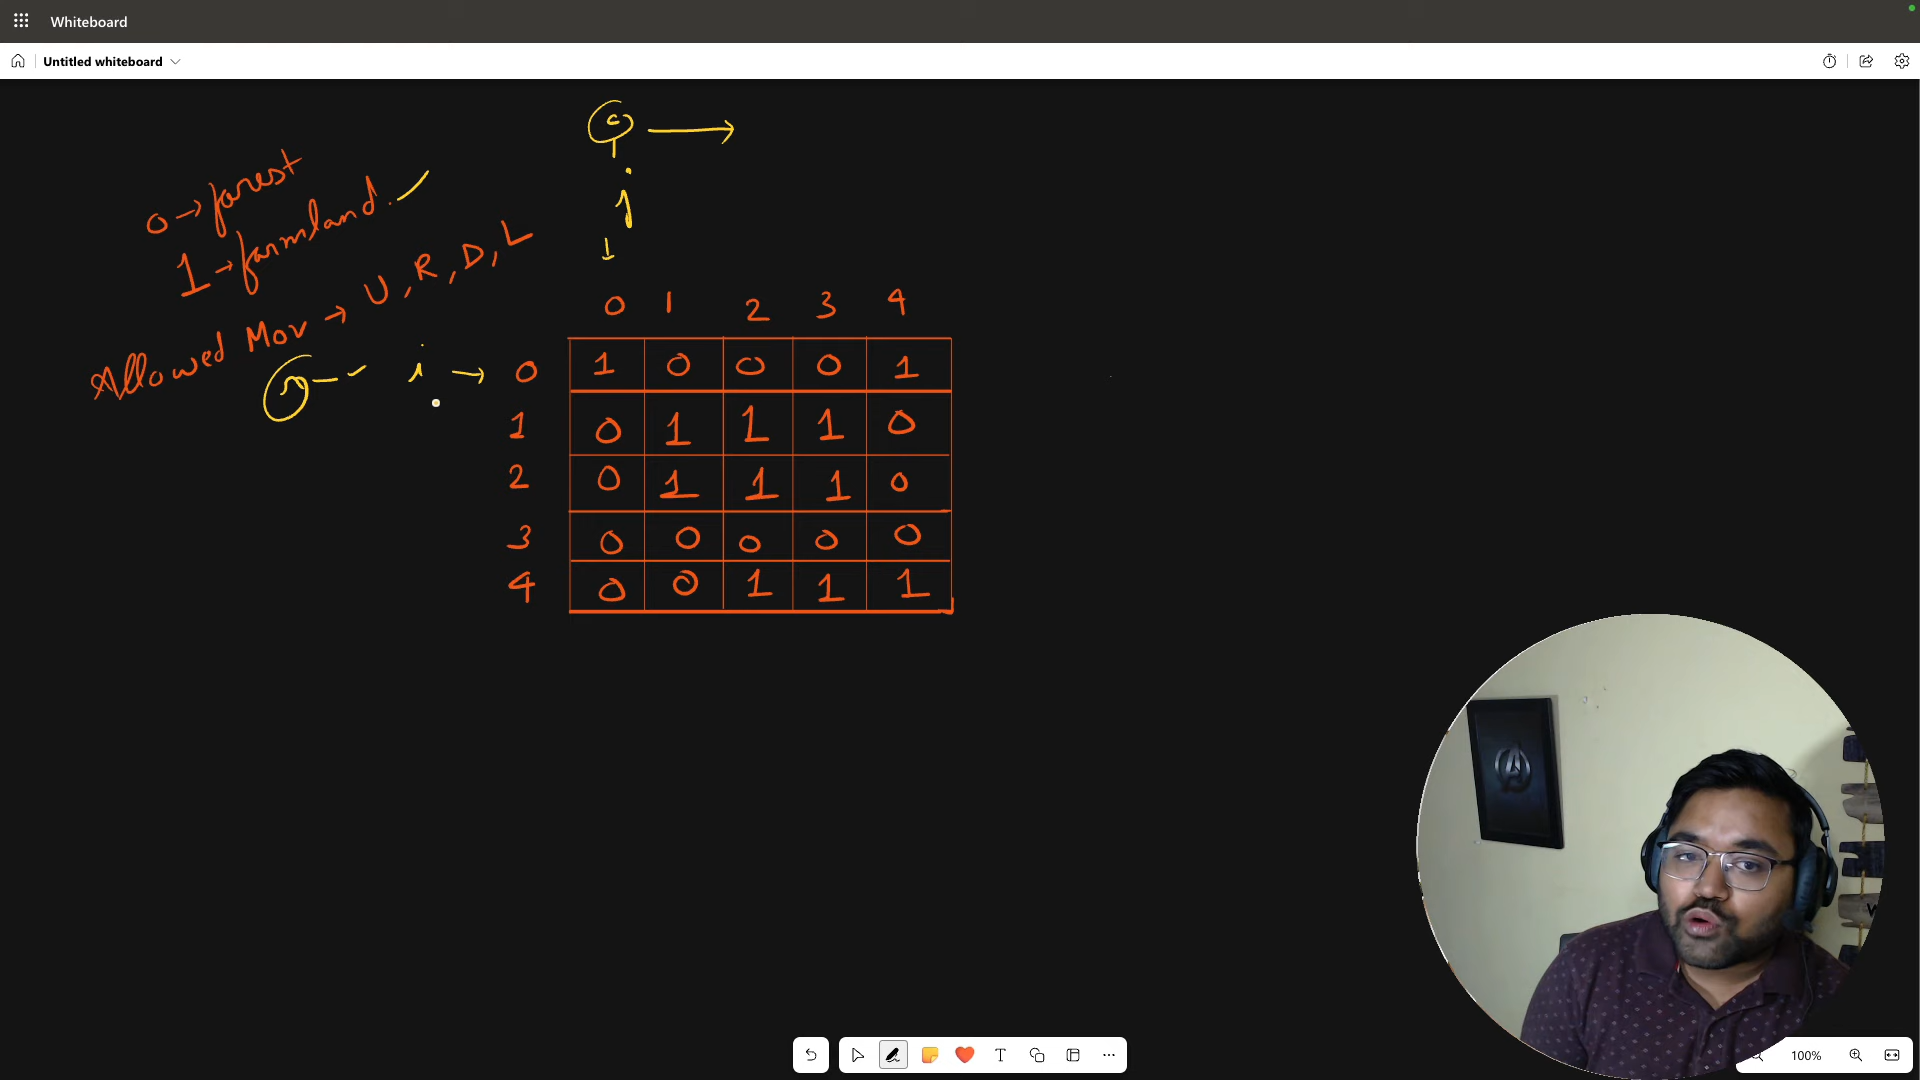 Whiteboard
Untitled whiteboard
c
j
0 → forest
1 → farmland.
Allowed Mov → U, R, D, L
0 1 2 3 4
i → 0 1 0 0 0 1
1 0 1 1 1 0
2 0 1 1 1 0
3 0 0 0 0 0
4 0 0 1 1 1
T
100%